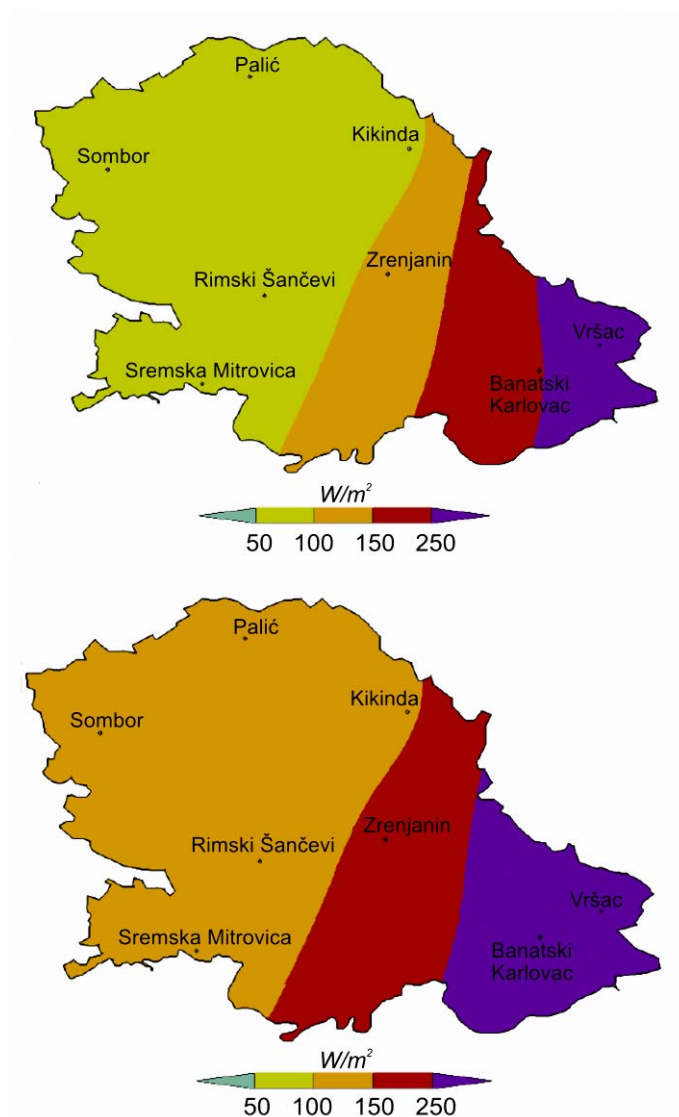 Palić
Kikinda
Sombor
Zrenjanin
Rimski Šančevi
Vršac
Sremska Mitrovica
Banatski
Karlovac
W/m²
50 100 150 250
Palić
Kikinda
Sombor
Zrenjanin
Rimski Šančevi
Vršac
Sremska Mitrovica
Banatski
Karlovac
W/m²
50 100 150 250